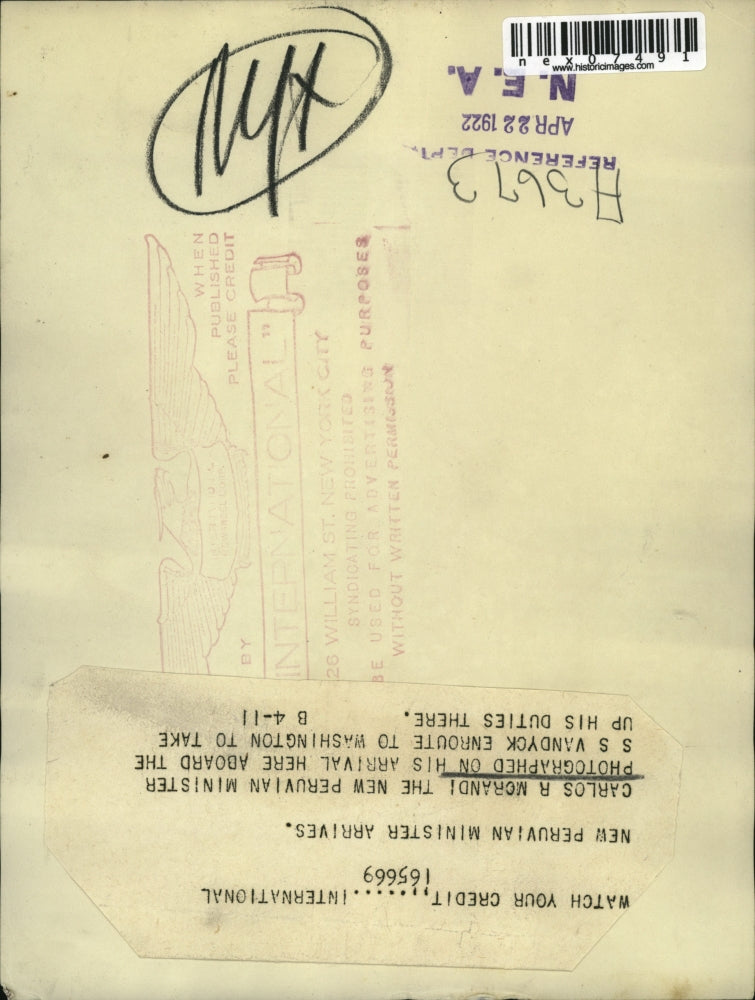 nex07491
www.historicimages.com
N.E.A.
APR 22 1922
REFERENCE DEPT.
A3673
NYX
WHEN
PUBLISHED
PLEASE CREDIT
BY
INTERNATIONAL"
26 WILLIAM ST. NEW YORK CITY
SYNDICATING PROHIBITED
BE USED FOR ADVERTISING PURPOSES
WITHOUT WRITTEN PERMISSION
WATCH YOUR CREDIT,......INTERNATIONAL
165669
NEW PERUVIAN MINISTER ARRIVES.
CARLOS R MORANDI THE NEW PERUVIAN MINISTER
PHOTOGRAPHED ON HIS ARRIVAL HERE ABOARD THE
S S VANDYCK ENROUTE TO WASHINGTON TO TAKE
UP HIS DUTIES THERE. B 4-11